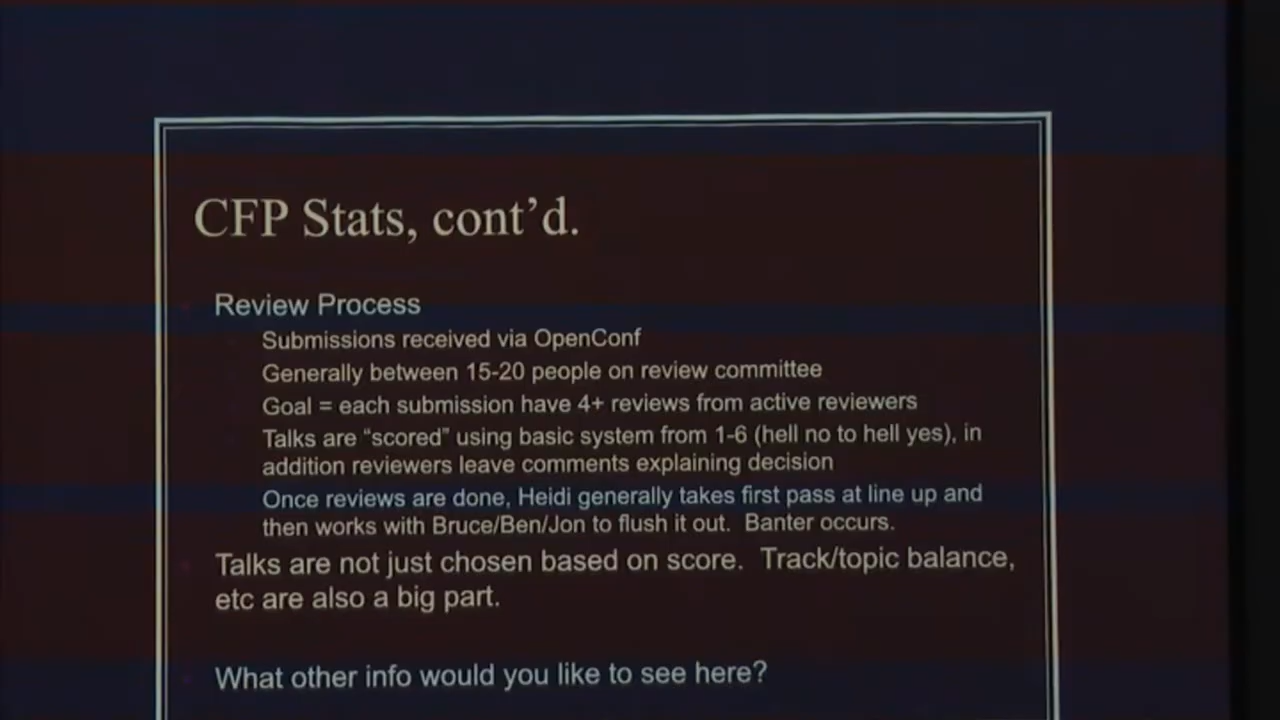 CFP Stats, cont’d.
Review Process
Submissions received via OpenConf
Generally between 15-20 people on review committee
Goal = each submission have 4+ reviews from active reviewers
Talks are “scored” using basic system from 1-6 (hell no to hell yes), in
addition reviewers leave comments explaining decision
Once reviews are done, Heidi generally takes first pass at line up and
then works with Bruce/Ben/Jon to flush it out.  Banter occurs.
Talks are not just chosen based on score.  Track/topic balance,
etc are also a big part.
What other info would you like to see here?